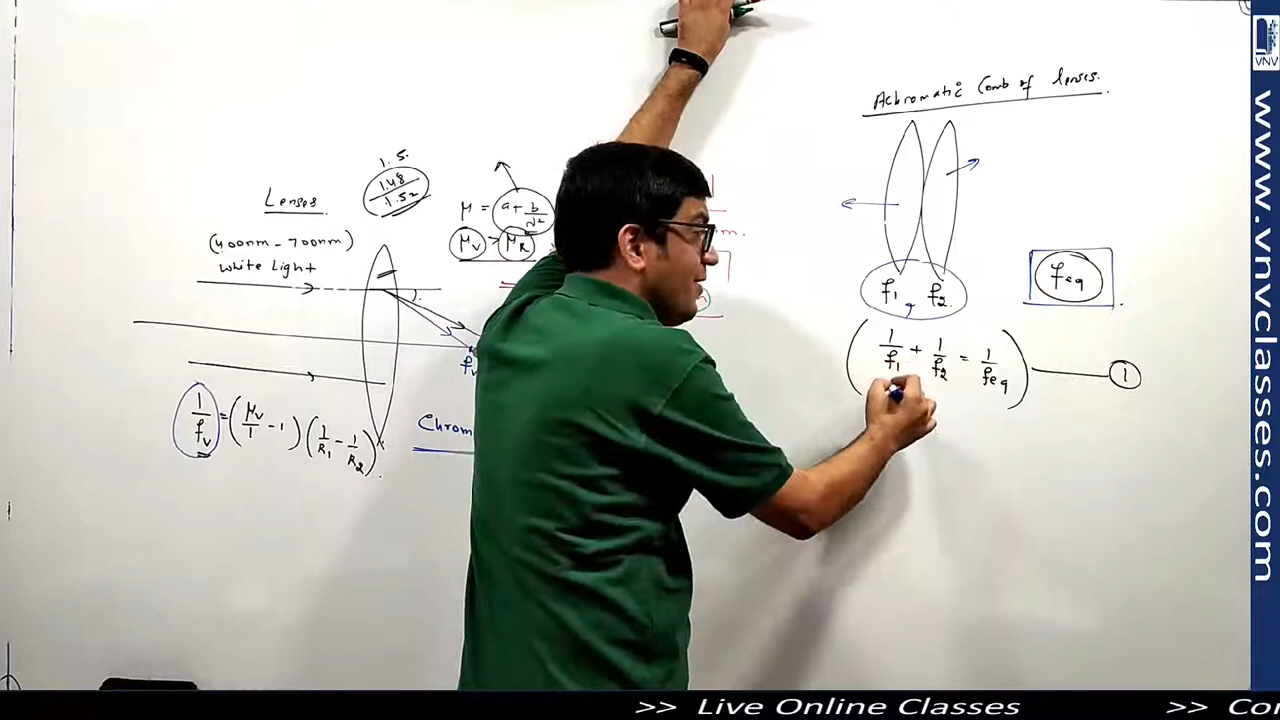 Achromatic Comb of lenses.
1.5.
1.48
1.52
Lenses
(400nm - 700nm)
White Light
μ = a + b/λ²
μv > μR
m.
f1, f2.
feq
1/f1 + 1/f2 = 1/feq
1
fv
1/fv = (μv/1 - 1)(1/R1 - 1/R2).
Chrom
VNV
www.vnvclasses.com
>> Live Online Classes >> Co